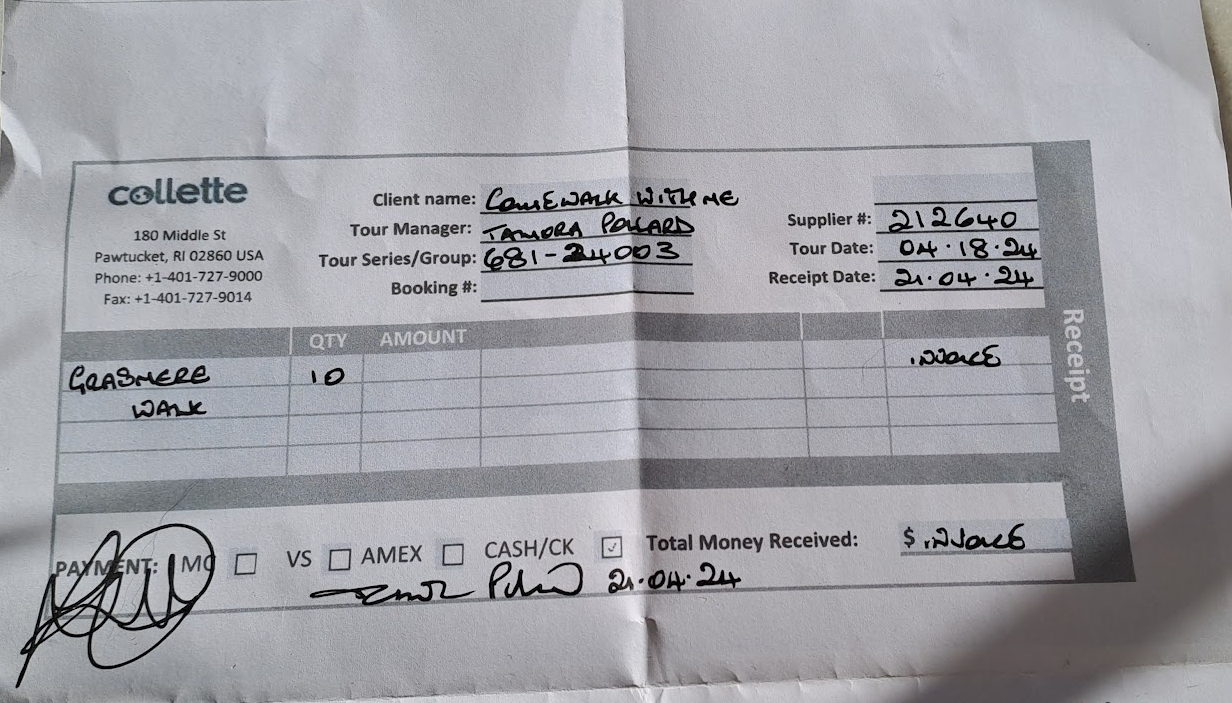 collette
180 Middle St
Pawtucket, RI 02860 USA
Phone: +1-401-727-9000
Fax: +1-401-727-9014
Client name: COMEWALK WITH ME
Tour Manager: TAMORA POLLARD
Tour Series/Group: 681-24003
Booking #:
Supplier #: 212640
Tour Date: 04·18·24
Receipt Date: 21·04·24
Receipt
QTY AMOUNT
GRASMERE 10 INVOICE
WALK
PAYMENT: MC VS AMEX CASH/CK Total Money Received: $ INVOICE
21·04·24